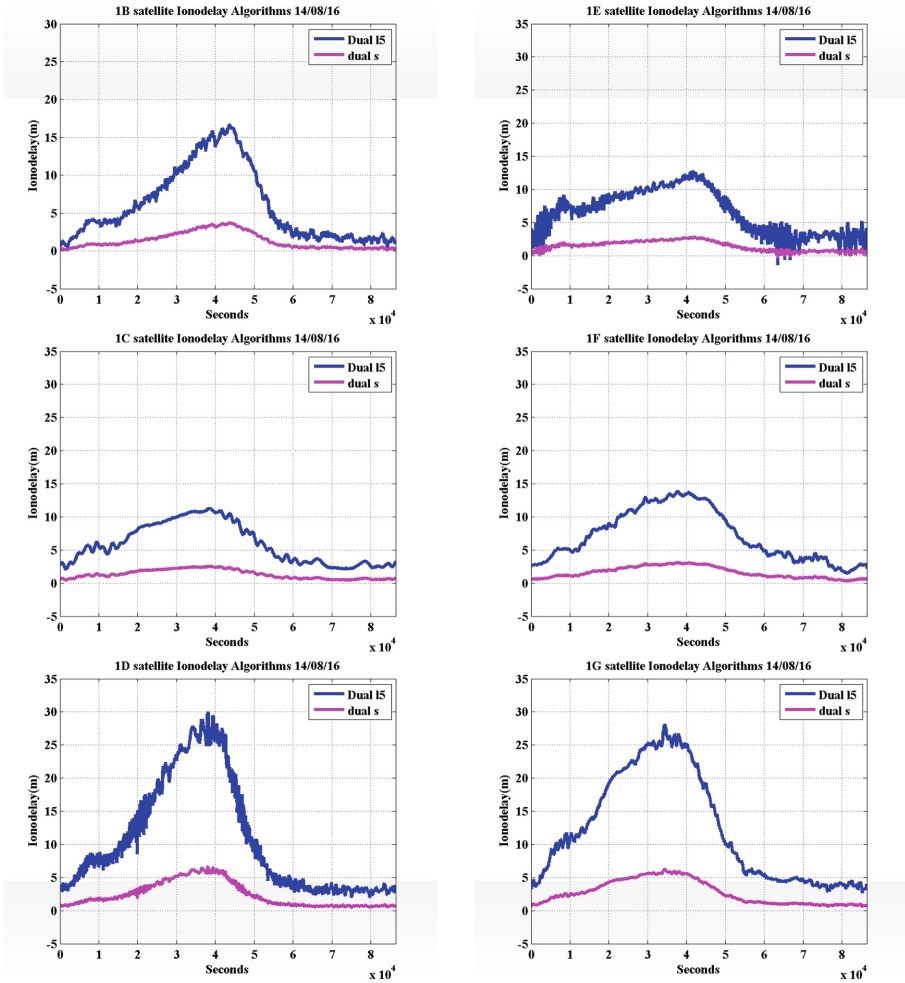 1B satellite Ionodelay Algorithms 14/08/16
30
25
20
15
10
5
0
-5
Ionodelay(m)
Dual l5
dual s
0 1 2 3 4 5 6 7 8
Seconds
x 10^4
1E satellite Ionodelay Algorithms 14/08/16
35
30
25
20
15
10
5
0
-5
Ionodelay(m)
Dual l5
dual s
0 1 2 3 4 5 6 7 8
Seconds
x 10^4
1C satellite Ionodelay Algorithms 14/08/16
35
30
25
20
15
10
5
0
-5
Ionodelay(m)
Dual l5
dual s
0 1 2 3 4 5 6 7 8
Seconds
x 10^4
1F satellite Ionodelay Algorithms 14/08/16
35
30
25
20
15
10
5
0
-5
Ionodelay(m)
Dual l5
dual s
0 1 2 3 4 5 6 7 8
Seconds
x 10^4
1D satellite Ionodelay Algorithms 14/08/16
35
30
25
20
15
10
5
0
-5
Ionodelay(m)
Dual l5
dual s
0 1 2 3 4 5 6 7 8
Seconds
x 10^4
1G satellite Ionodelay Algorithms 14/08/16
35
30
25
20
15
10
5
0
-5
Ionodelay(m)
Dual l5
dual s
0 1 2 3 4 5 6 7 8
Seconds
x 10^4